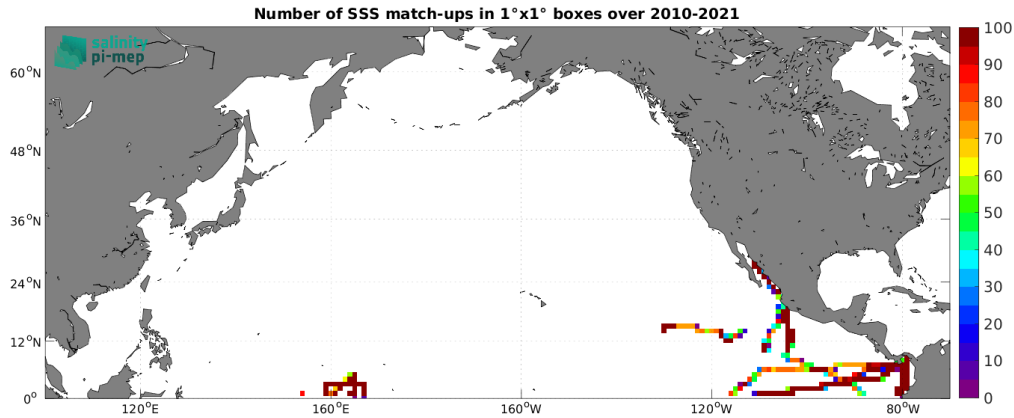 Number of SSS match-ups in 1°x1° boxes over 2010-2021
salinity
pi-mep
60°N
48°N
36°N
24°N
12°N
0°
120°E
160°E
160°W
120°W
80°W
100
90
80
70
60
50
40
30
20
10
0